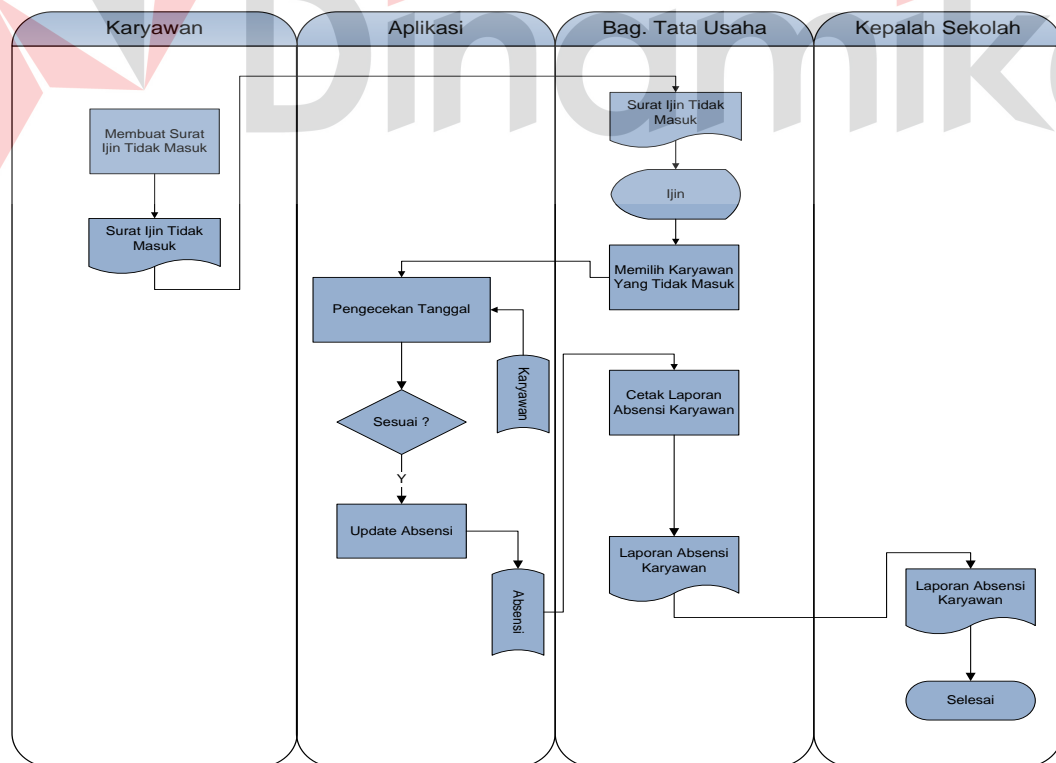 Dinamika
Karyawan
Aplikasi
Bag. Tata Usaha
Kepalah Sekolah
Membuat Surat
Ijin Tidak Masuk
Surat Ijin Tidak
Masuk
Surat Ijin Tidak
Masuk
Ijin
Memilih Karyawan
Yang Tidak Masuk
Pengecekan Tanggal
Karyawan
Sesuai ?
Y
Update Absensi
Absensi
Cetak Laporan
Absensi Karyawan
Laporan Absensi
Karyawan
Laporan Absensi
Karyawan
Selesai